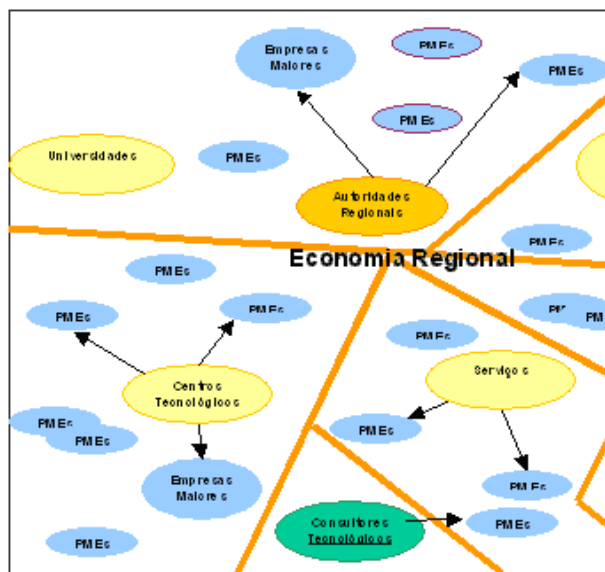 Empresas
Maiores
PMEs
PMEs
PMEs
Universidades
PMEs
Autoridades
Regionais
PMEs
Economia Regional
PMEs
PMEs
PMEs
PMEs
PMEs
PMEs
Centros
Tecnológicos
Serviços
PMEs
PMEs
PMEs
Empresas
Maiores
PMEs
Consultores
Tecnológicos
PMEs
PMEs